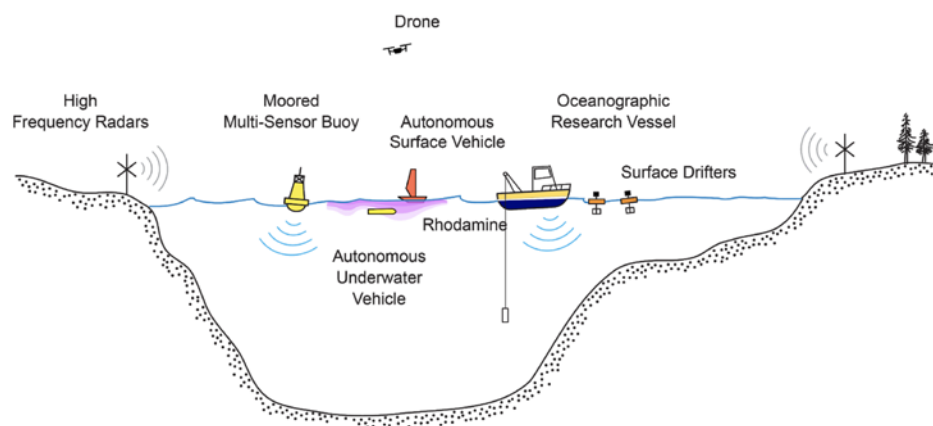 Drone
High
Frequency Radars
Moored
Multi-Sensor Buoy
Autonomous
Surface Vehicle
Oceanographic
Research Vessel
Surface Drifters
Rhodamine
Autonomous
Underwater
Vehicle